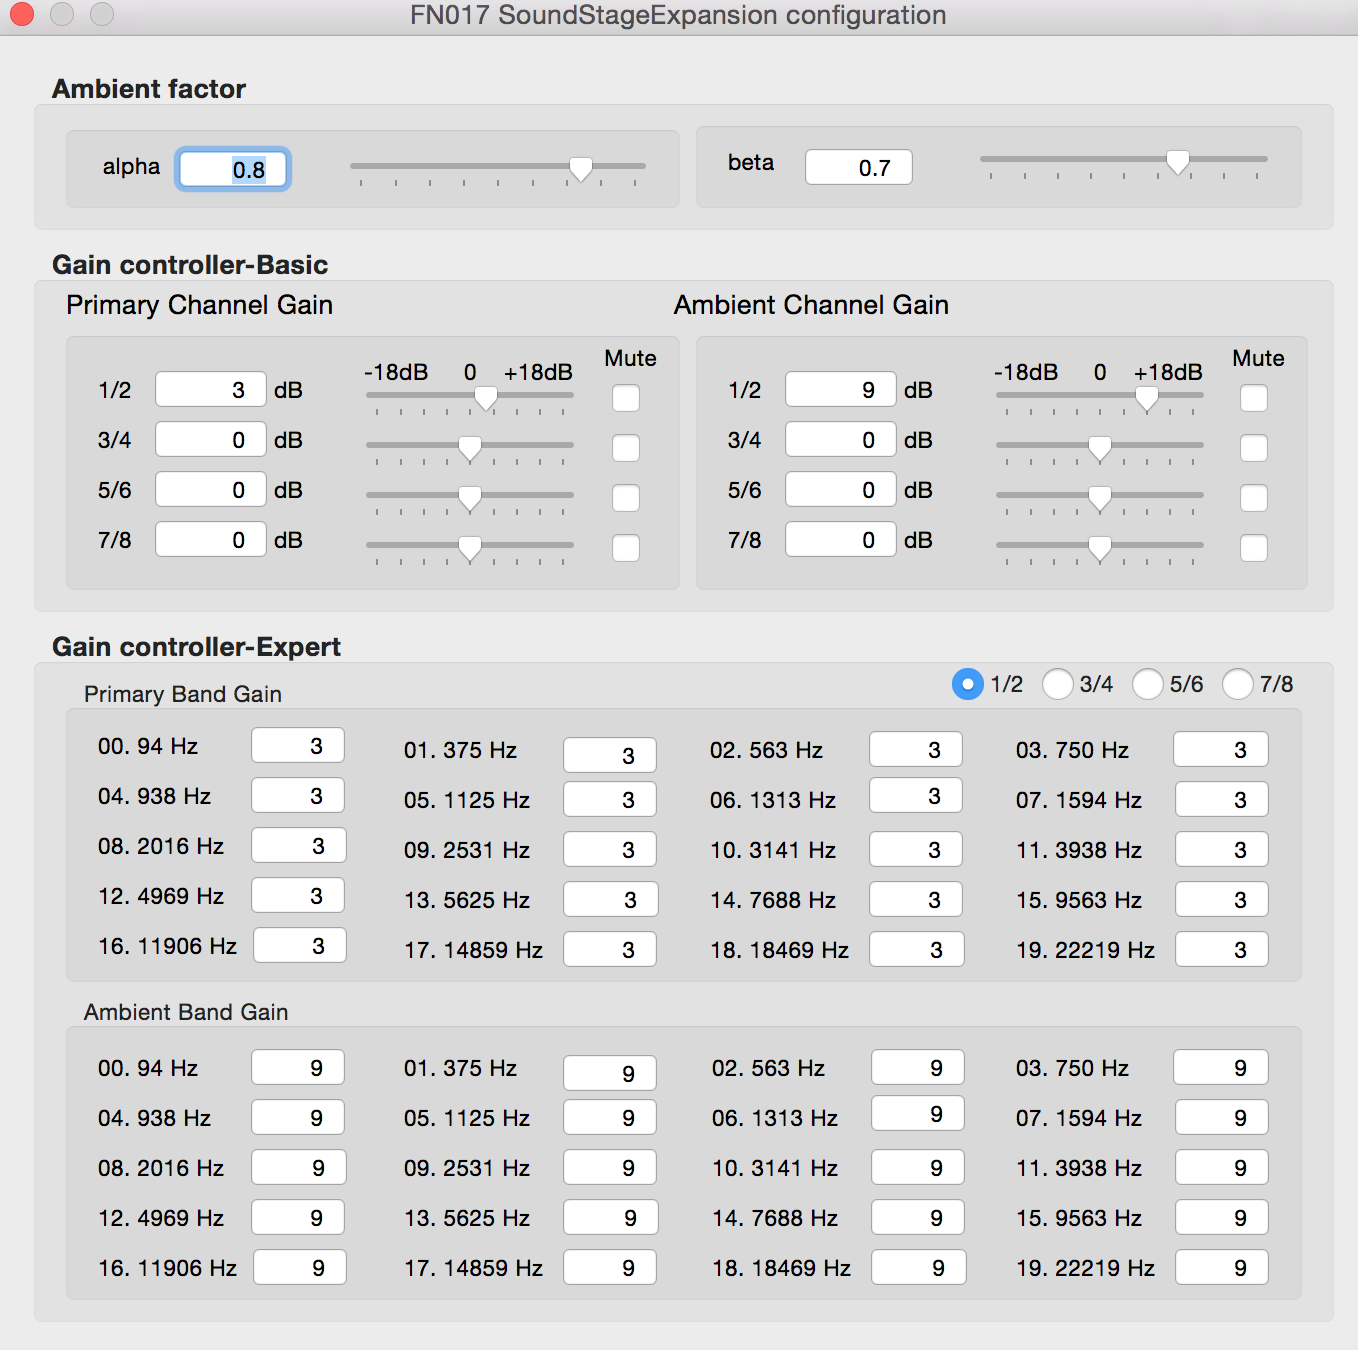 FN017 SoundStageExpansion configuration
Ambient factor
alpha 0.8 beta 0.7
Gain controller-Basic
Primary Channel Gain Ambient Channel Gain
-18dB 0 +18dB Mute -18dB 0 +18dB Mute
1/2 3 dB 1/2 9 dB
3/4 0 dB 3/4 0 dB
5/6 0 dB 5/6 0 dB
7/8 0 dB 7/8 0 dB
Gain controller-Expert
1/2 3/4 5/6 7/8
Primary Band Gain
00. 94 Hz 3 01. 375 Hz 3 02. 563 Hz 3 03. 750 Hz 3
04. 938 Hz 3 05. 1125 Hz 3 06. 1313 Hz 3 07. 1594 Hz 3
08. 2016 Hz 3 09. 2531 Hz 3 10. 3141 Hz 3 11. 3938 Hz 3
12. 4969 Hz 3 13. 5625 Hz 3 14. 7688 Hz 3 15. 9563 Hz 3
16. 11906 Hz 3 17. 14859 Hz 3 18. 18469 Hz 3 19. 22219 Hz 3
Ambient Band Gain
00. 94 Hz 9 01. 375 Hz 9 02. 563 Hz 9 03. 750 Hz 9
04. 938 Hz 9 05. 1125 Hz 9 06. 1313 Hz 9 07. 1594 Hz 9
08. 2016 Hz 9 09. 2531 Hz 9 10. 3141 Hz 9 11. 3938 Hz 9
12. 4969 Hz 9 13. 5625 Hz 9 14. 7688 Hz 9 15. 9563 Hz 9
16. 11906 Hz 9 17. 14859 Hz 9 18. 18469 Hz 9 19. 22219 Hz 9